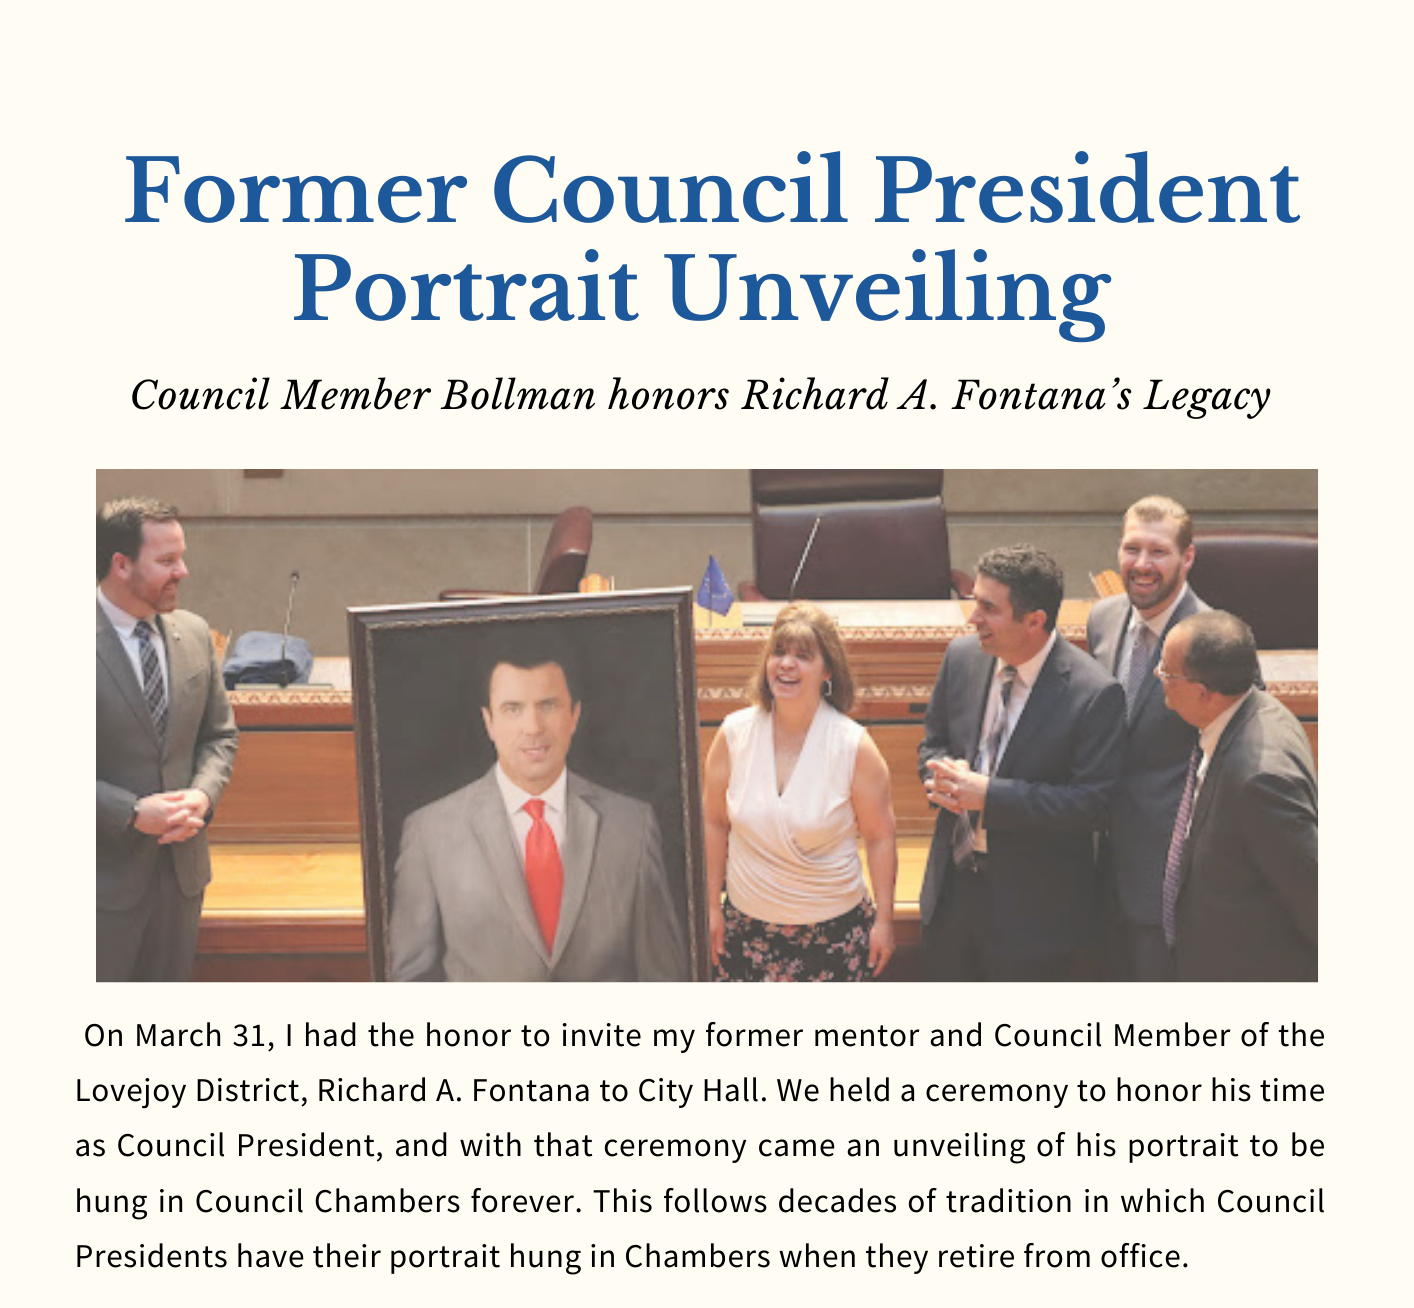 Former Council President
Portrait Unveiling
Council Member Bollman honors Richard A. Fontana’s Legacy
On March 31, I had the honor to invite my former mentor and Council Member of the
Lovejoy District, Richard A. Fontana to City Hall. We held a ceremony to honor his time
as Council President, and with that ceremony came an unveiling of his portrait to be
hung in Council Chambers forever. This follows decades of tradition in which Council
Presidents have their portrait hung in Chambers when they retire from office.